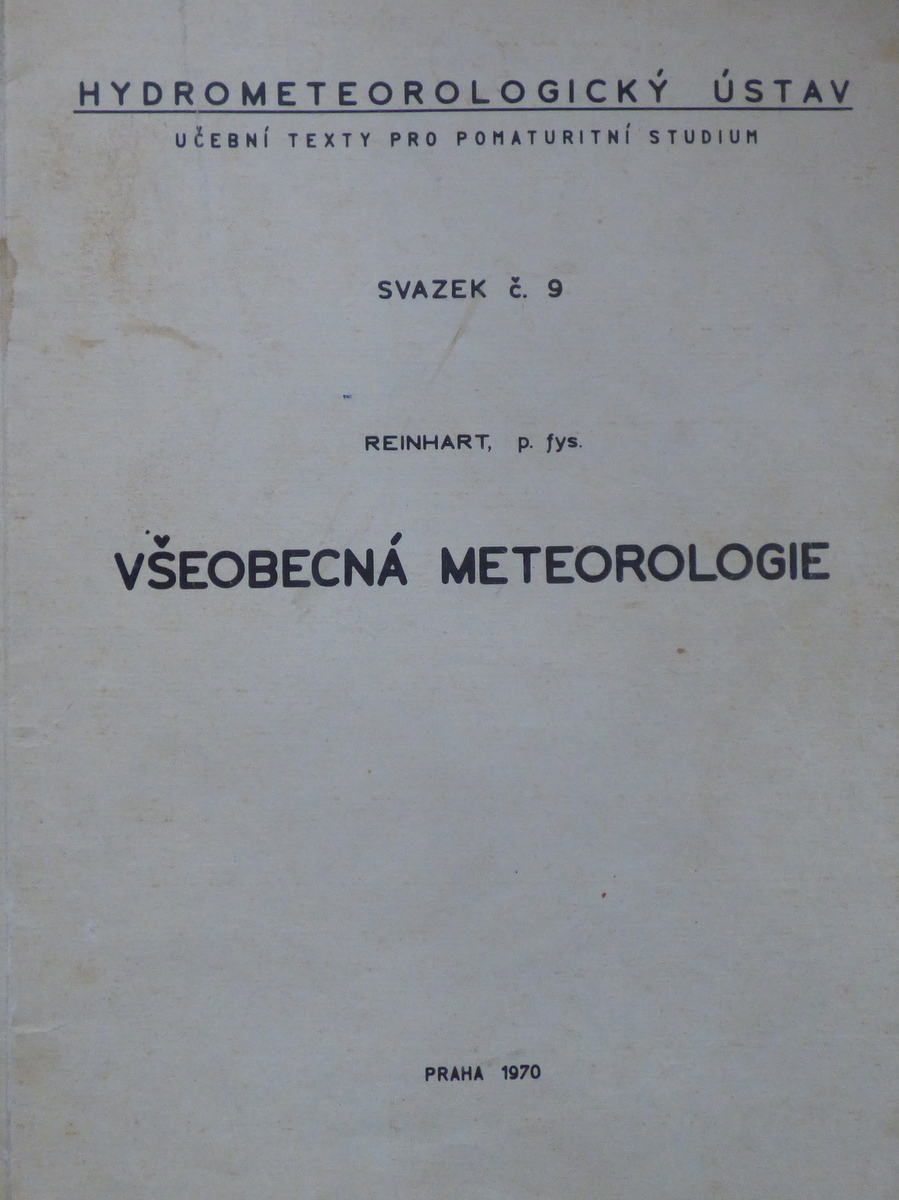 HYDROMETEOROLOGICKÝ ÚSTAV
UČEBNÍ TEXTY PRO POMATURITNÍ STUDIUM
SVAZEK č. 9
REINHART, p. fys.
VŠEOBECNÁ METEOROLOGIE
PRAHA 1970